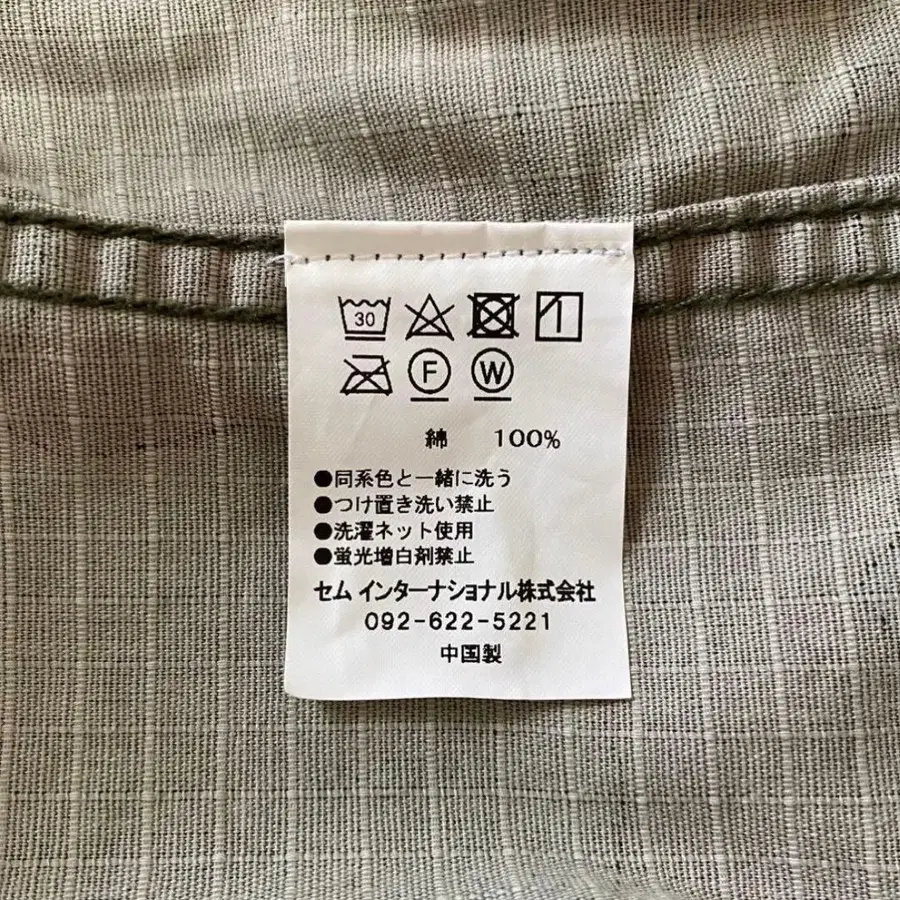 30
F W
綿 100%
●同系色と一緒に洗う
●つけ置き洗い禁止
●洗濯ネット使用
●蛍光増白剤禁止
セム インターナショナル株式会社
092-622-5221
中国製